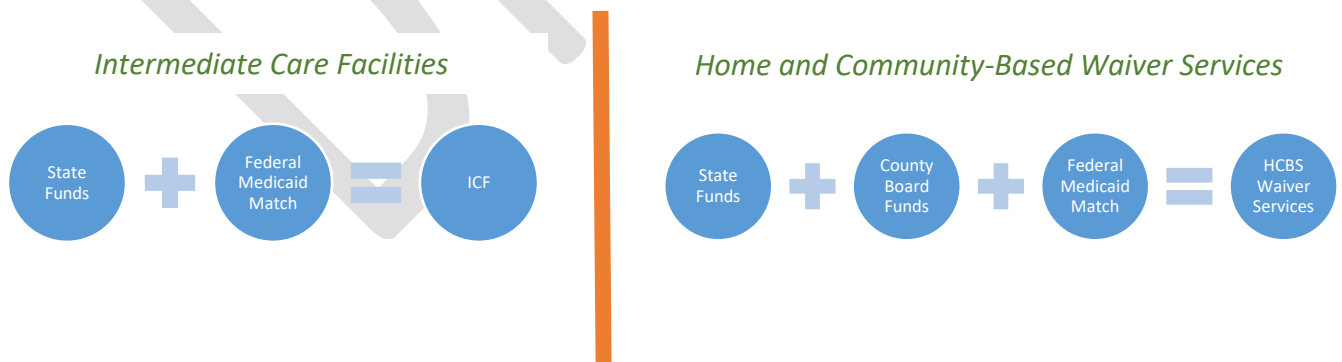 Intermediate Care Facilities
State
Funds
Federal
Medicaid
Match
ICF
Home and Community-Based Waiver Services
State
Funds
County
Board
Funds
Federal
Medicaid
Match
HCBS
Waiver
Services